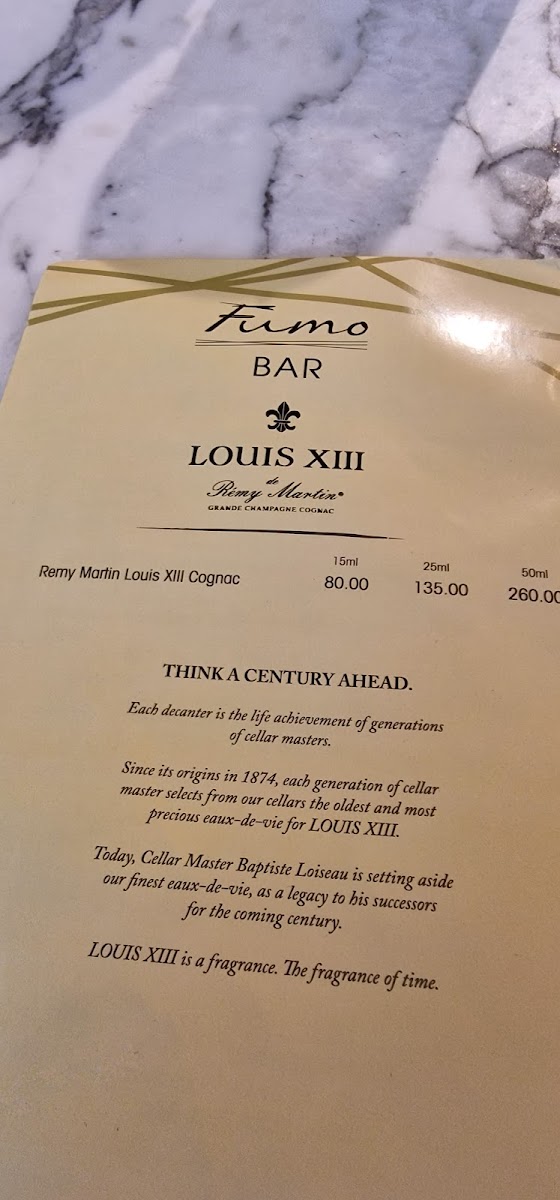 Fumo
BAR
LOUIS XIII
de
Rémy Martin®
GRANDE CHAMPAGNE COGNAC
15ml 25ml 50ml
Remy Martin Louis XIII Cognac 80.00 135.00 260.00
THINK A CENTURY AHEAD.
Each decanter is the life achievement of generations
of cellar masters.
Since its origins in 1874, each generation of cellar
master selects from our cellars the oldest and most
precious eaux-de-vie for LOUIS XIII.
Today, Cellar Master Baptiste Loiseau is setting aside
our finest eaux-de-vie, as a legacy to his successors
for the coming century.
LOUIS XIII is a fragrance. The fragrance of time.